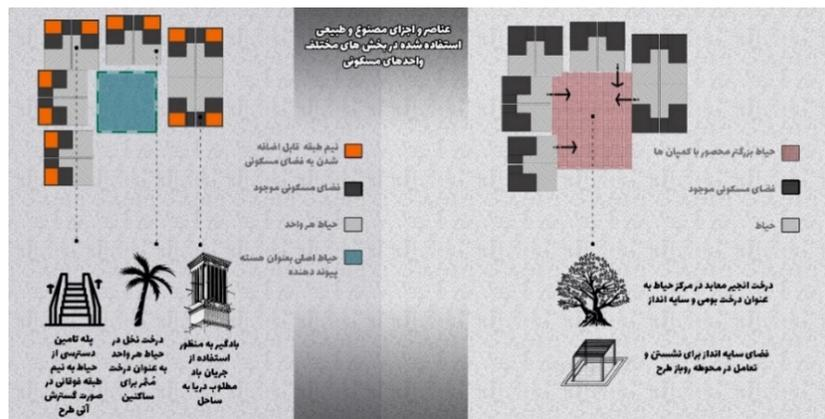 عناصر و اجزای مصنوع و طبیعی
استفاده شده در بخش های مختلف
واحدهای مسکونی
حیاط بزرگتر محصور با کمپان ها
فضای مسکونی موجود
حیاط
درخت انجیر معابد در مرکز حیاط به
عنوان درخت بومی و سایه انداز
فضای سایه انداز برای نشستن و
تعامل در محوطه روباز طرح
نیم طبقه قابل اضافه
شدن به فضای مسکونی
فضای مسکونی موجود
حیاط هر واحد
حیاط اصلی بعنوان هسته
پیوند دهنده
بادگیر به منظور
استفاده از
جریان باد
مطلوب دریا به
ساحل
درخت نخل در
حیاط هر واحد
به عنوان درخت
مُثمر برای
ساکنین
پله تامین
دسترسی از
حیاط به نیم
طبقه فوقانی در
صورت گسترش
آتی طرح